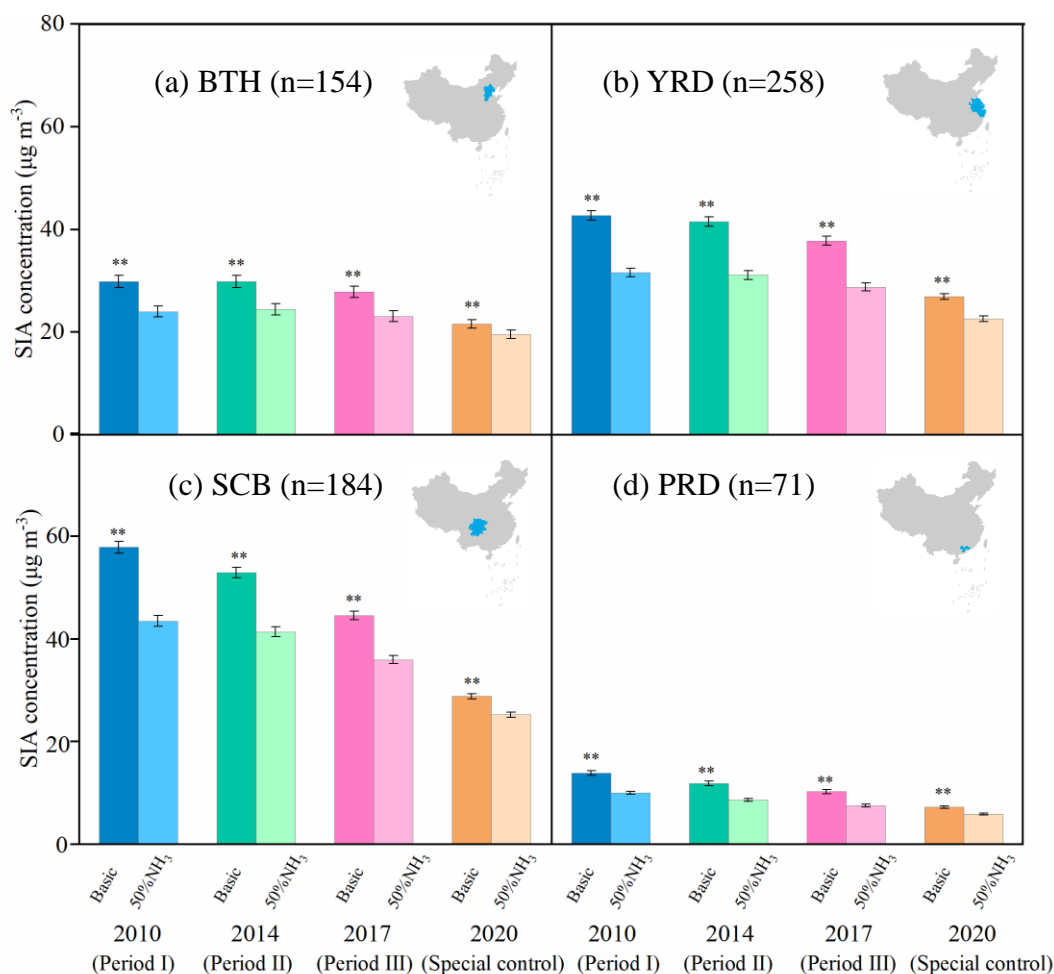 80
60
40
20
0
SIA concentration (µg m⁻³)
(a) BTH (n=154)
**
**
**
**
(b) YRD (n=258)
**
**
**
**
60
40
20
0
SIA concentration (µg m⁻³)
(c) SCB (n=184)
**
**
**
**
(d) PRD (n=71)
**
**
**
**
Basic 50%NH₃ Basic 50%NH₃ Basic 50%NH₃ Basic 50%NH₃ Basic 50%NH₃ Basic 50%NH₃ Basic 50%NH₃ Basic 50%NH₃
2010 2014 2017 2020 2010 2014 2017 2020
(Period I) (Period II) (Period III) (Special control) (Period I) (Period II) (Period III) (Special control)